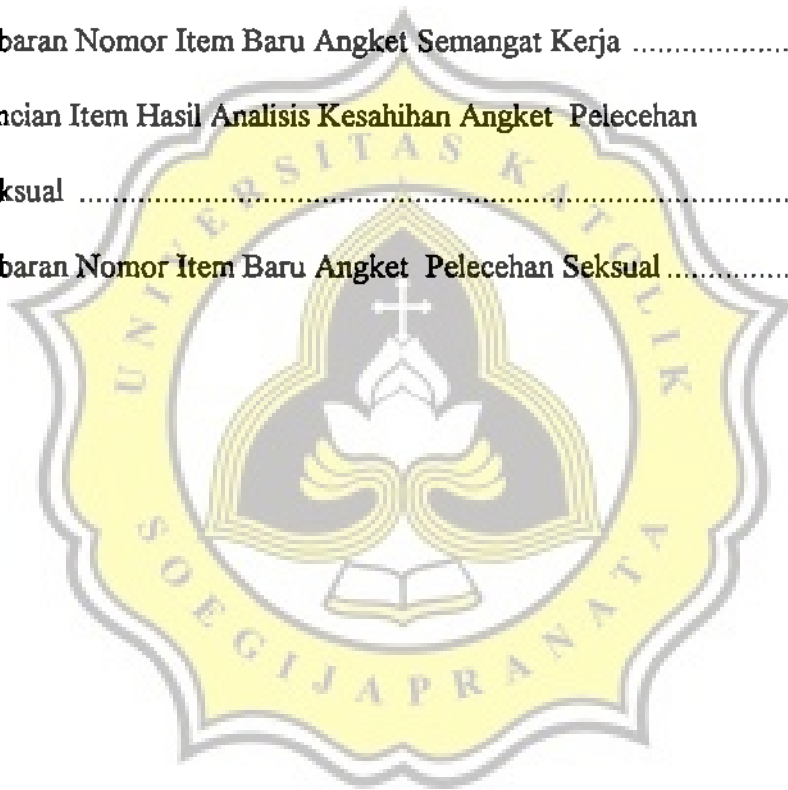 baran Nomor Item Baru Angket Semangat Kerja ...................
ncian Item Hasil Analisis Kesahihan Angket Pelecehan
ksual ................................................................................
baran Nomor Item Baru Angket Pelecehan Seksual ...............
UNIVERSITAS KATOLIK
SOEGIJAPRANATA